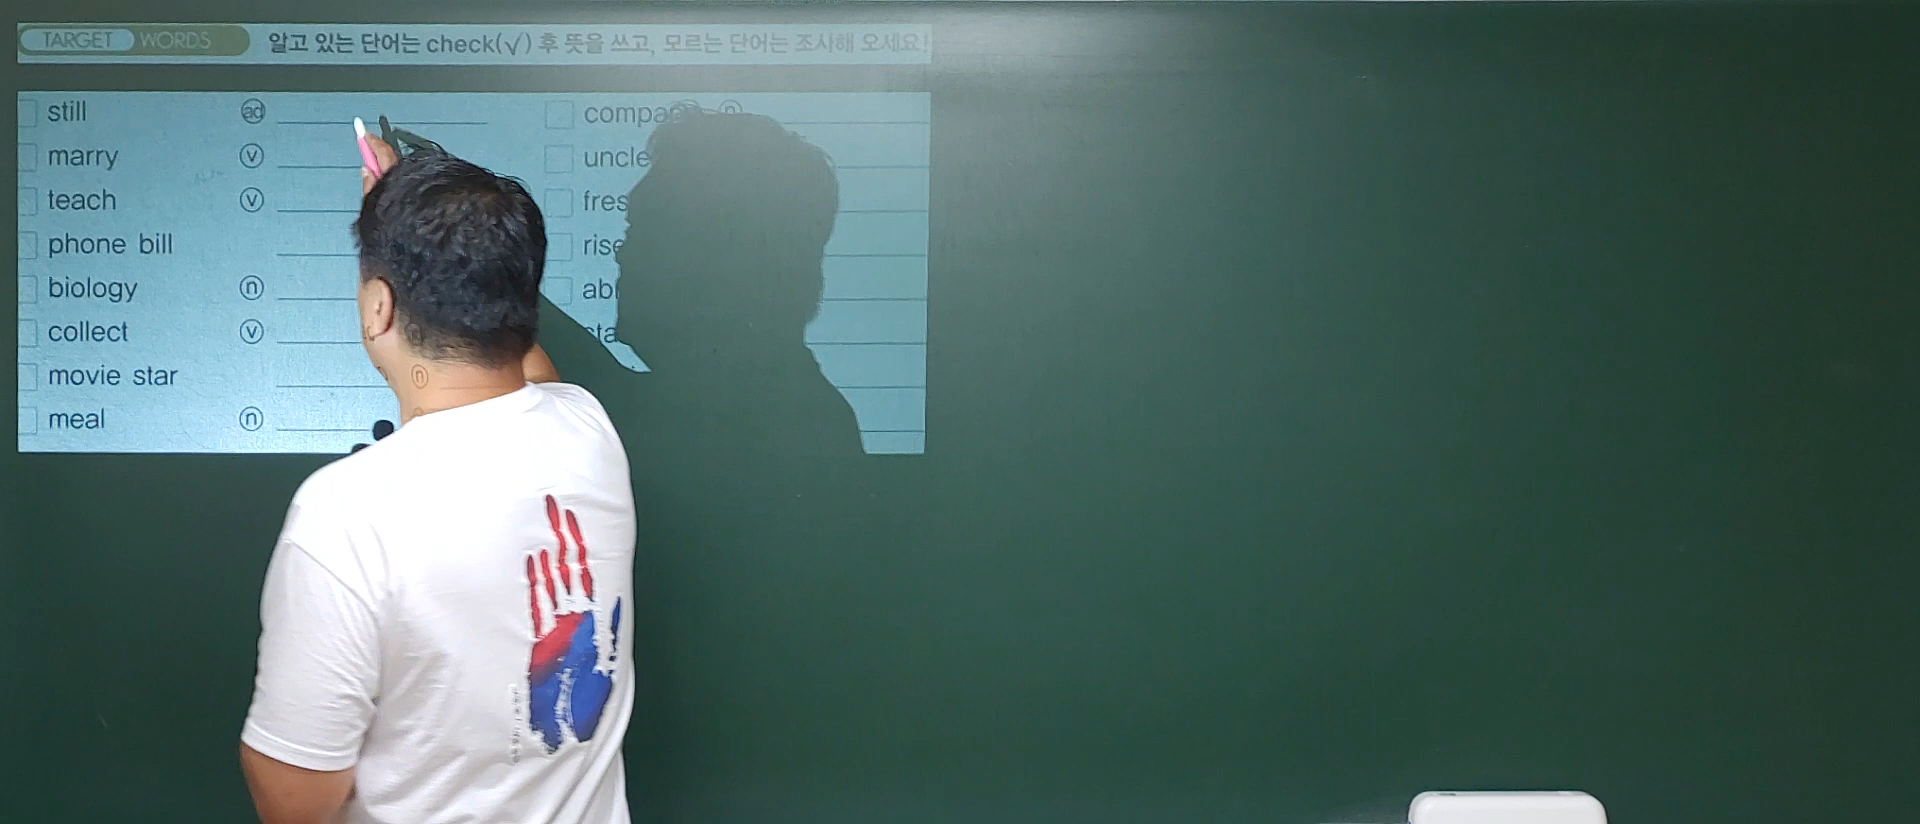 TARGET WORDS 알고 있는 단어는 check(√) 후 뜻을 쓰고, 모르는 단어는 조사해 오세요!
still ad
marry v
teach v
phone bill
biology n
collect v
movie star n
meal n
uncle
rise